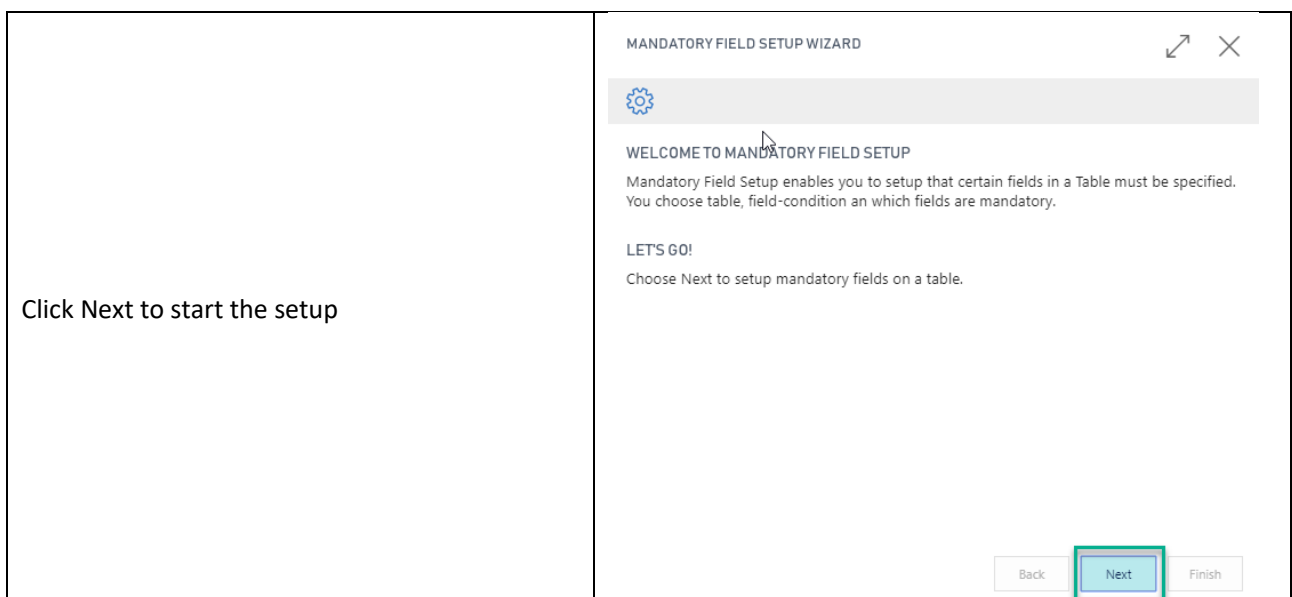 Click Next to start the setup
MANDATORY FIELD SETUP WIZARD
WELCOME TO MANDATORY FIELD SETUP
Mandatory Field Setup enables you to setup that certain fields in a Table must be specified.
You choose table, field-condition an which fields are mandatory.
LET'S GO!
Choose Next to setup mandatory fields on a table.
Back Next Finish